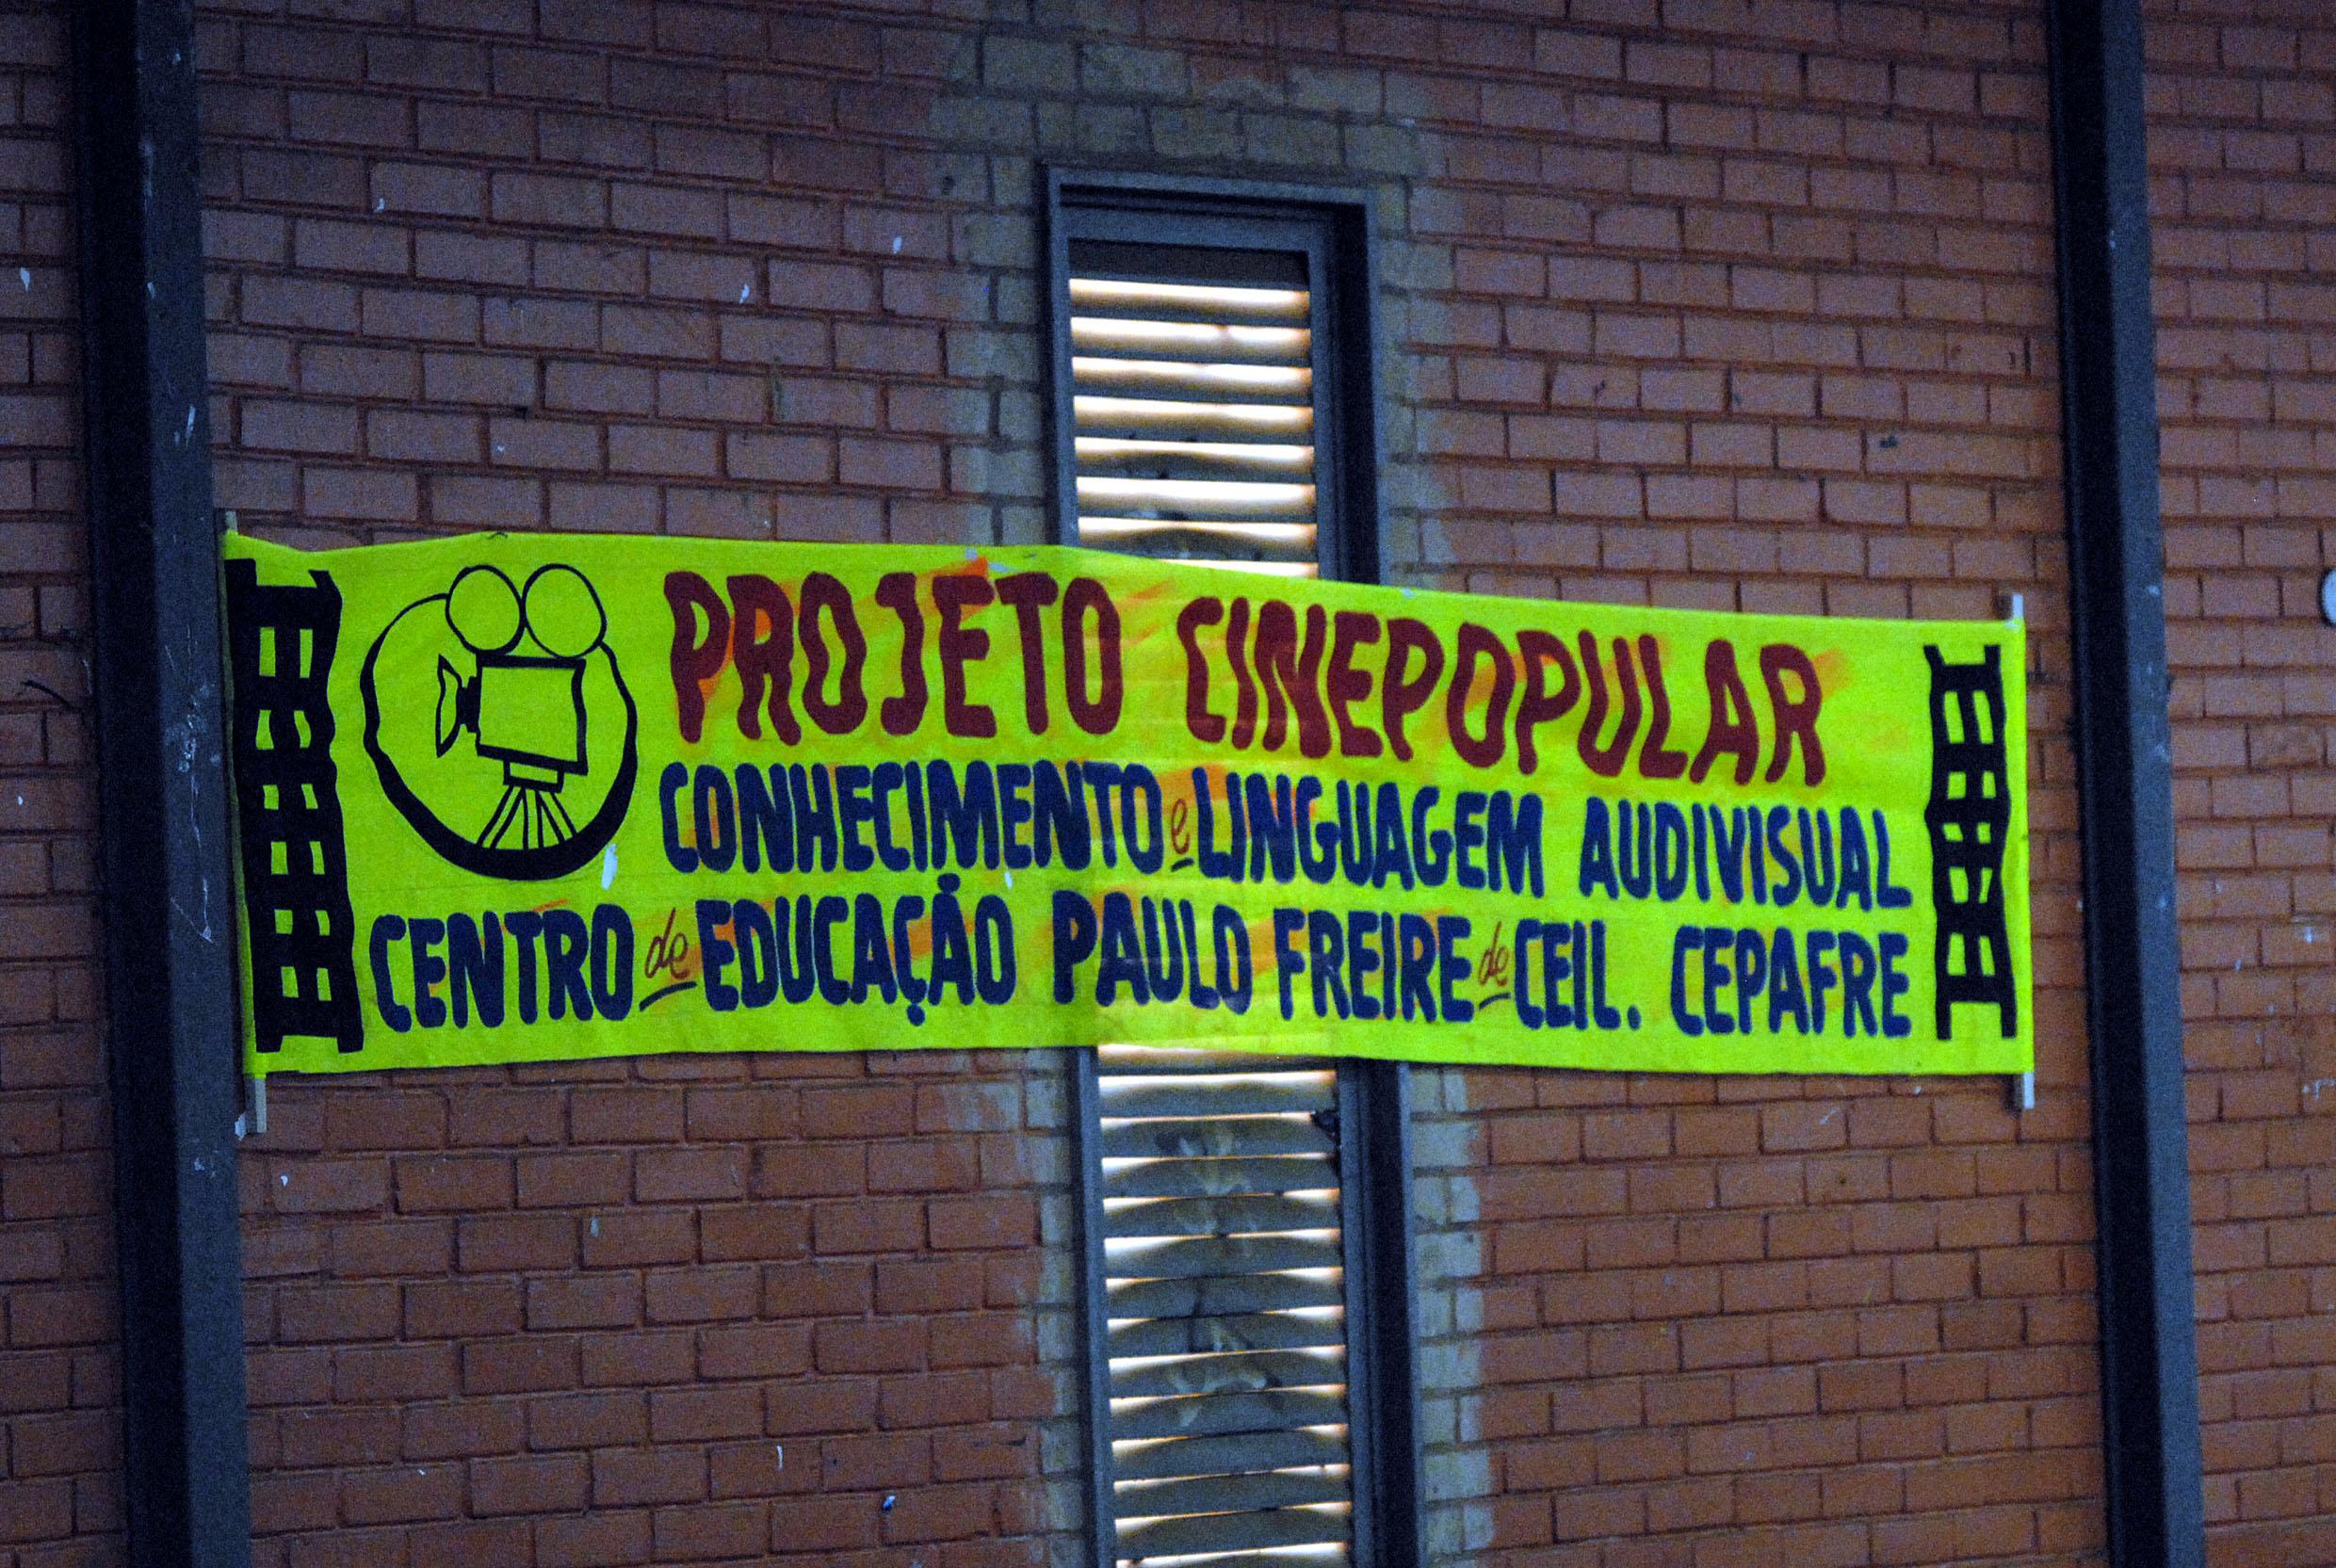 PROJETO CINEPOPULAR
CONHECIMENTO e LINGUAGEM AUDIVISUAL
CENTRO de EDUCAÇÃO PAULO FREIRE de CEIL. CEPAFRE